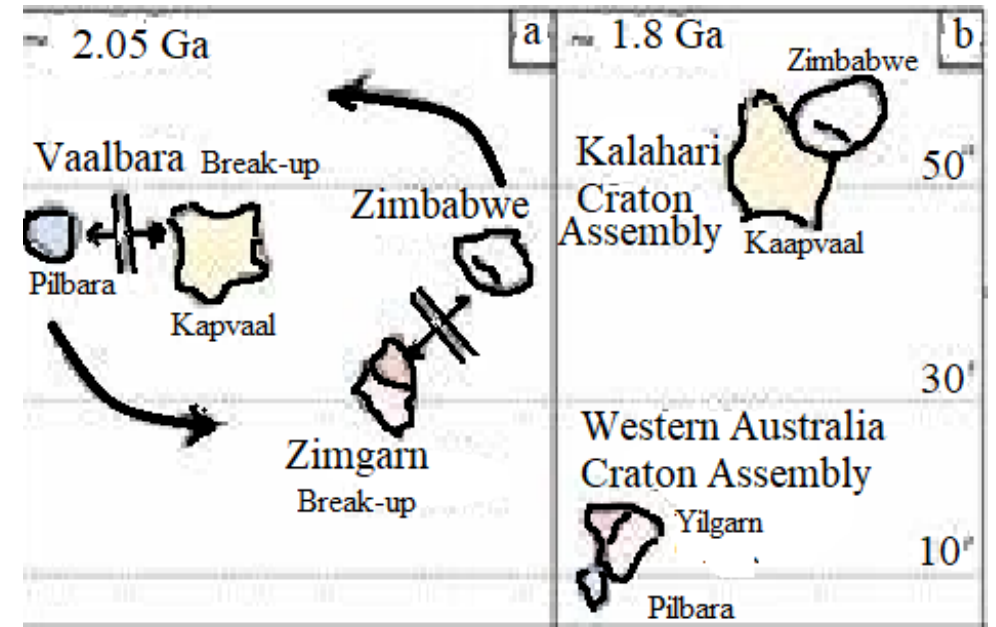 2.05 Ga
a
Vaalbara Break-up
Zimbabwe
Pilbara
Kapvaal
Zimgarn
Break-up
1.8 Ga
b
Zimbabwe
Kalahari
Craton
Assembly
50°
Kaapvaal
30°
Western Australia
Craton Assembly
Yilgarn
10°
Pilbara